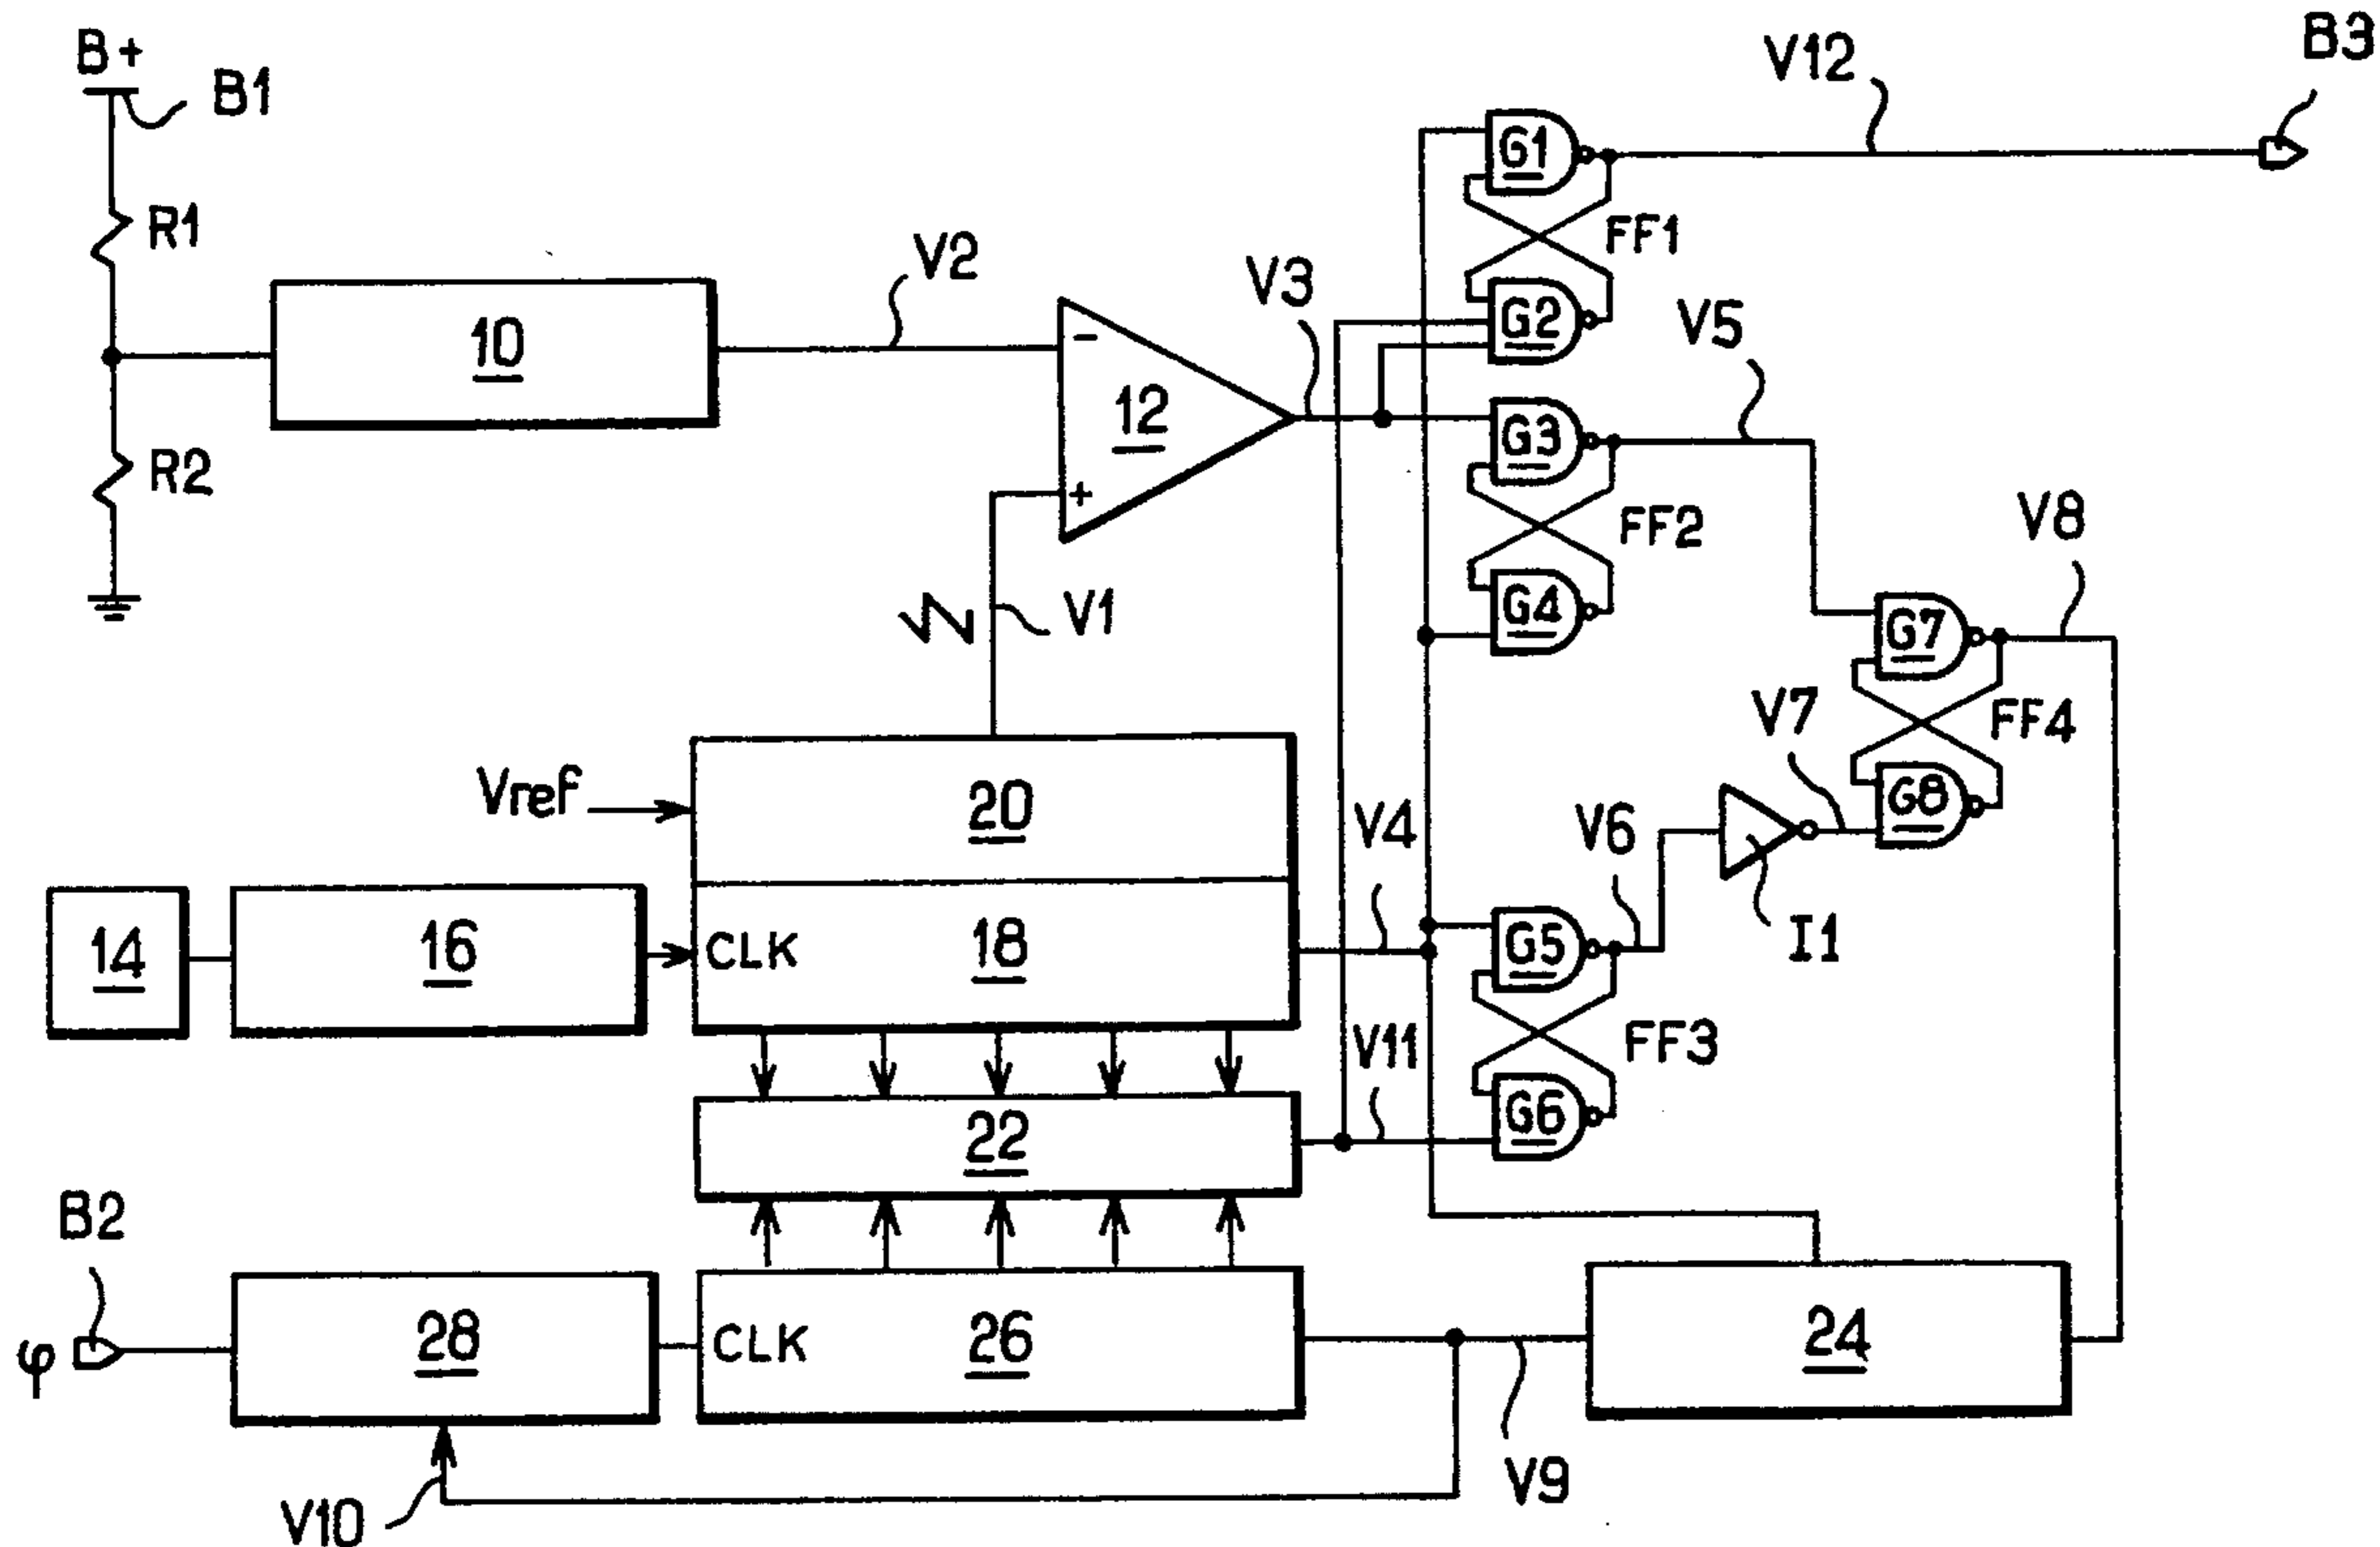 B+
B1
V12
B3
R1
G1
FF1
10
V2
V3
G2
V5
-
12
G3
R2
+
FF2
V8
V1
G4
G7
V7
FF4
Vref
20
V4
V6
G8
14
16
CLK
18
G5
I1
V11
FF3
22
G6
B2
28
CLK
26
24
φ
V9
V10